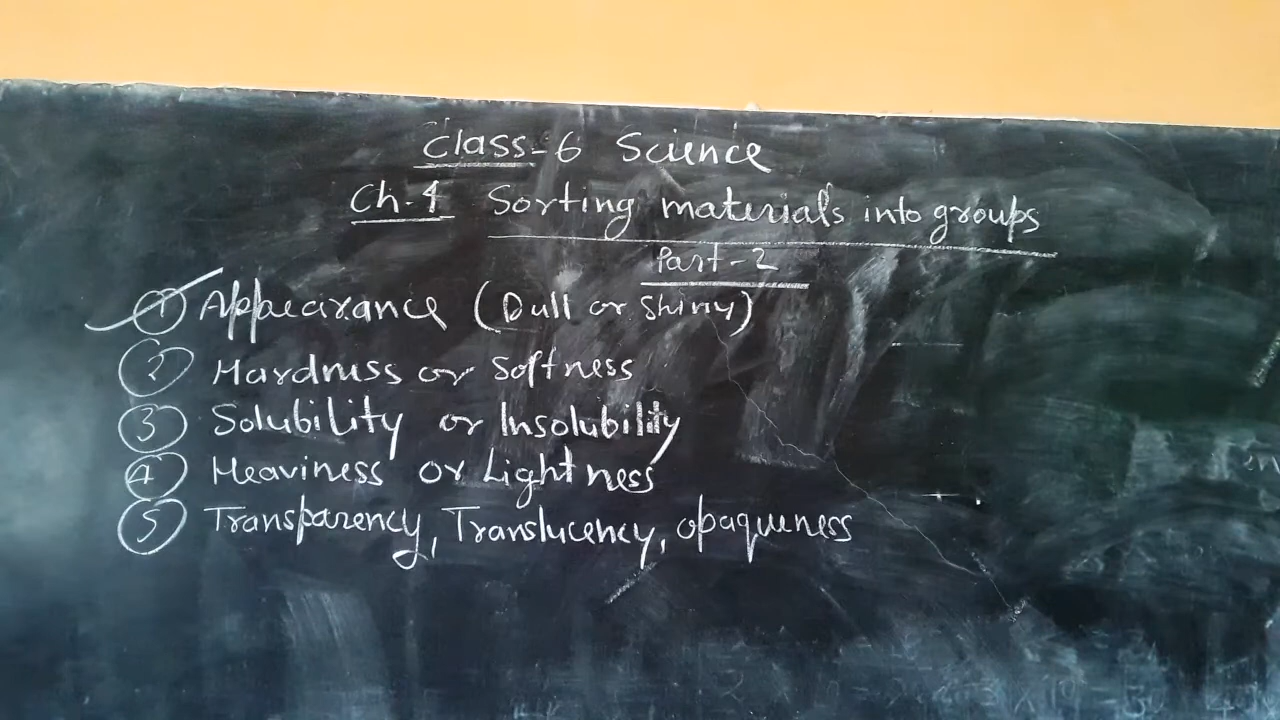 Class-6 Science
Ch.4 Sorting materials into groups
Part-2
① Appearance (Dull or Shiny)
② Hardness or Softness
③ Solubility or Insolubility
④ Heaviness or Lightness
⑤ Transparency, Translucency, opaqueness